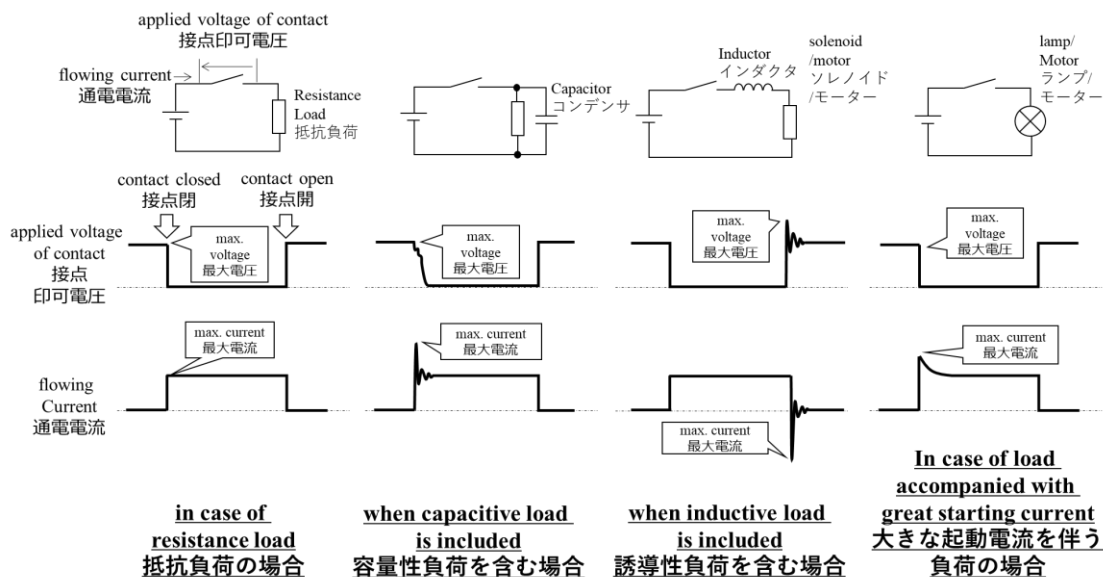 applied voltage of contact
接点印可電圧
flowing current
通電電流
Resistance
Load
抵抗負荷
Capacitor
コンデンサ
Inductor
インダクタ
solenoid
/motor
ソレノイド
/モーター
lamp/
Motor
ランプ/
モーター
contact closed
接点閉
contact open
接点開
applied voltage
of contact
接点
印可電圧
max.
voltage
最大電圧
max.
voltage
最大電圧
max.
voltage
最大電圧
max.
voltage
最大電圧
flowing
Current
通電電流
max. current
最大電流
max. current
最大電流
max. current
最大電流
max. current
最大電流
in case of
resistance load
抵抗負荷の場合
when capacitive load
is included
容量性負荷を含む場合
when inductive load
is included
誘導性負荷を含む場合
In case of load
accompanied with
great starting current
大きな起動電流を伴う
負荷の場合